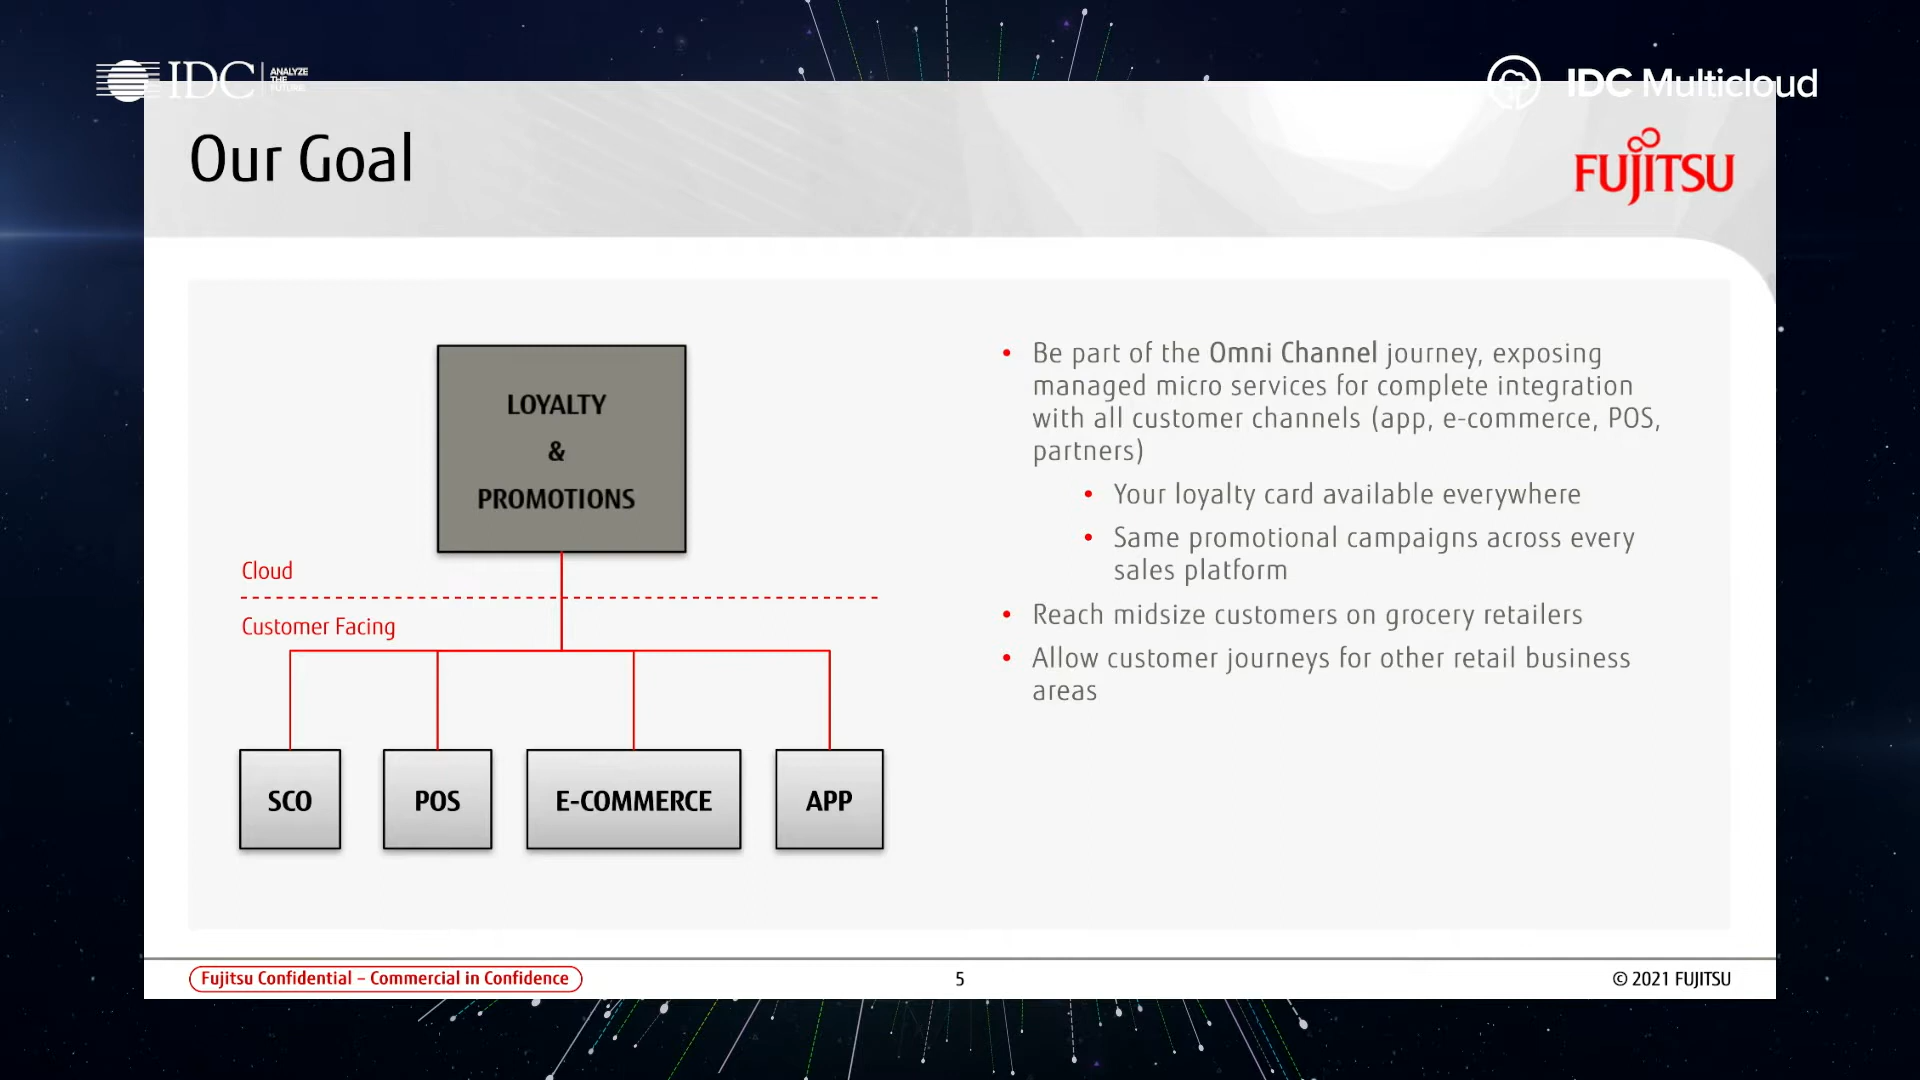 IDC ANALYZE THE FUTURE.
IDC Multicloud
Our Goal
FUJITSU
LOYALTY
&
PROMOTIONS
Cloud
Customer Facing
SCO
POS
E-COMMERCE
APP
• Be part of the Omni Channel journey, exposing
managed micro services for complete integration
with all customer channels (app, e-commerce, POS,
partners)
• Your loyalty card available everywhere
• Same promotional campaigns across every
sales platform
• Reach midsize customers on grocery retailers
• Allow customer journeys for other retail business
areas
Fujitsu Confidential – Commercial in Confidence
5
© 2021 FUJITSU